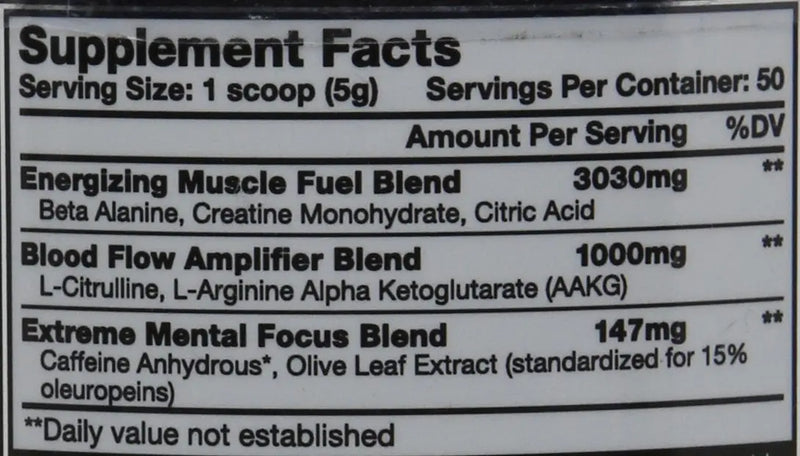 Supplement Facts
Serving Size: 1 scoop (5g) Servings Per Container: 50
Amount Per Serving %DV
Energizing Muscle Fuel Blend 3030mg **
Beta Alanine, Creatine Monohydrate, Citric Acid
Blood Flow Amplifier Blend 1000mg **
L-Citrulline, L-Arginine Alpha Ketoglutarate (AAKG)
Extreme Mental Focus Blend 147mg **
Caffeine Anhydrous*, Olive Leaf Extract (standardized for 15%
oleuropeins)
**Daily value not established